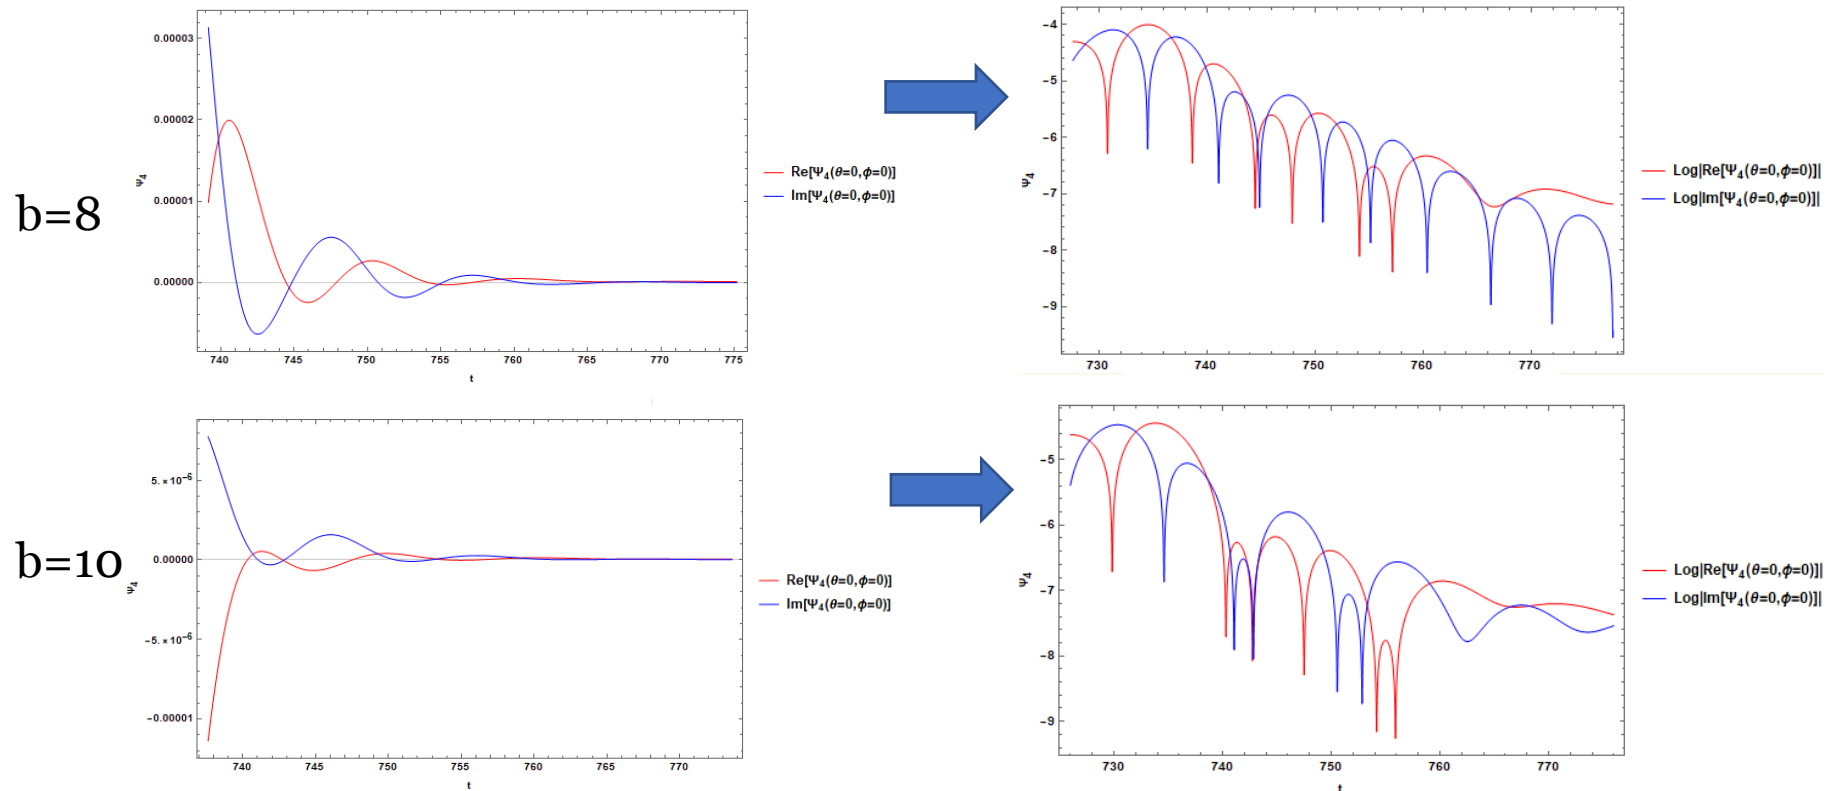 b=8
0.00003
0.00002
0.00001
0.00000
Ψ4
740 745 750 755 760 765 770 775
t
Re[Ψ4(θ=0,ϕ=0)]
Im[Ψ4(θ=0,ϕ=0)]
-4
-5
-6
-7
-8
-9
Ψ4
730 740 750 760 770
Log|Re[Ψ4(θ=0,ϕ=0)]|
Log|Im[Ψ4(θ=0,ϕ=0)]|
b=10
5.×10-6
0.00000
-5.×10-6
-0.00001
Ψ4
740 745 750 755 760 765 770
t
Re[Ψ4(θ=0,ϕ=0)]
Im[Ψ4(θ=0,ϕ=0)]
-5
-6
-7
-8
-9
Ψ4
730 740 750 760 770
t
Log|Re[Ψ4(θ=0,ϕ=0)]|
Log|Im[Ψ4(θ=0,ϕ=0)]|